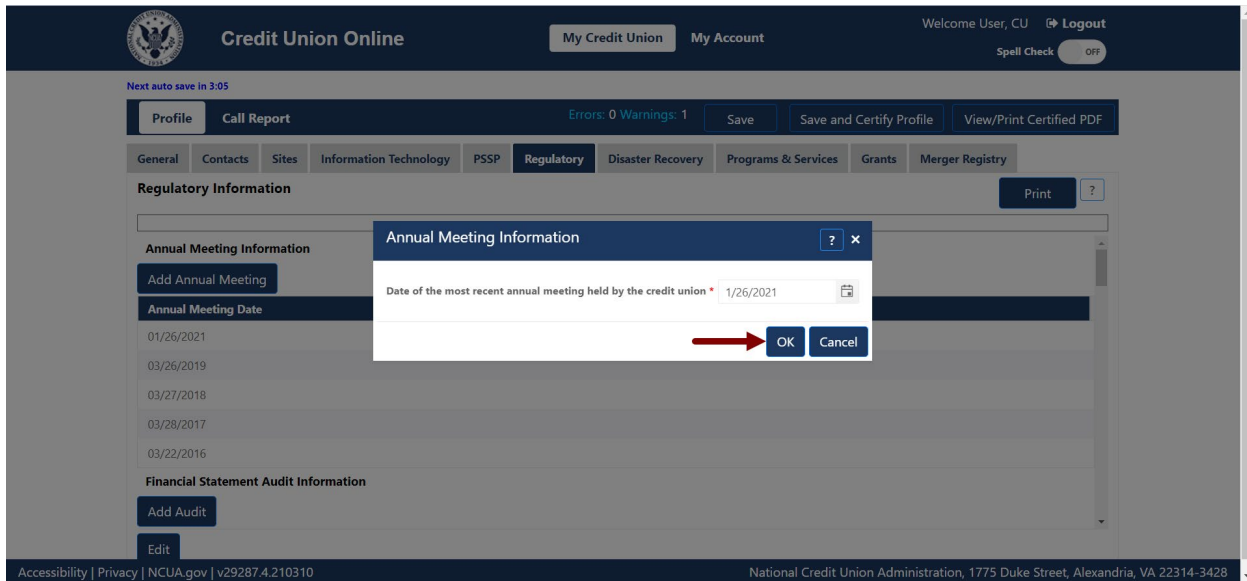 Welcome User, CU Logout
Credit Union Online
My Credit Union
My Account
Spell Check OFF
Next auto save in 3:05
Profile
Call Report
Errors: 0 Warnings: 1
Save
Save and Certify Profile
View/Print Certified PDF
General
Contacts
Sites
Information Technology
PSSP
Regulatory
Disaster Recovery
Programs & Services
Grants
Merger Registry
Regulatory Information
Print
?
Annual Meeting Information
Add Annual Meeting
Annual Meeting Date
01/26/2021
03/26/2019
03/27/2018
03/28/2017
03/22/2016
Financial Statement Audit Information
Add Audit
Edit
Annual Meeting Information
?
×
Date of the most recent annual meeting held by the credit union * 1/26/2021
OK
Cancel
Accessibility | Privacy | NCUA.gov | v29287.4.210310
National Credit Union Administration, 1775 Duke Street, Alexandria, VA 22314-3428